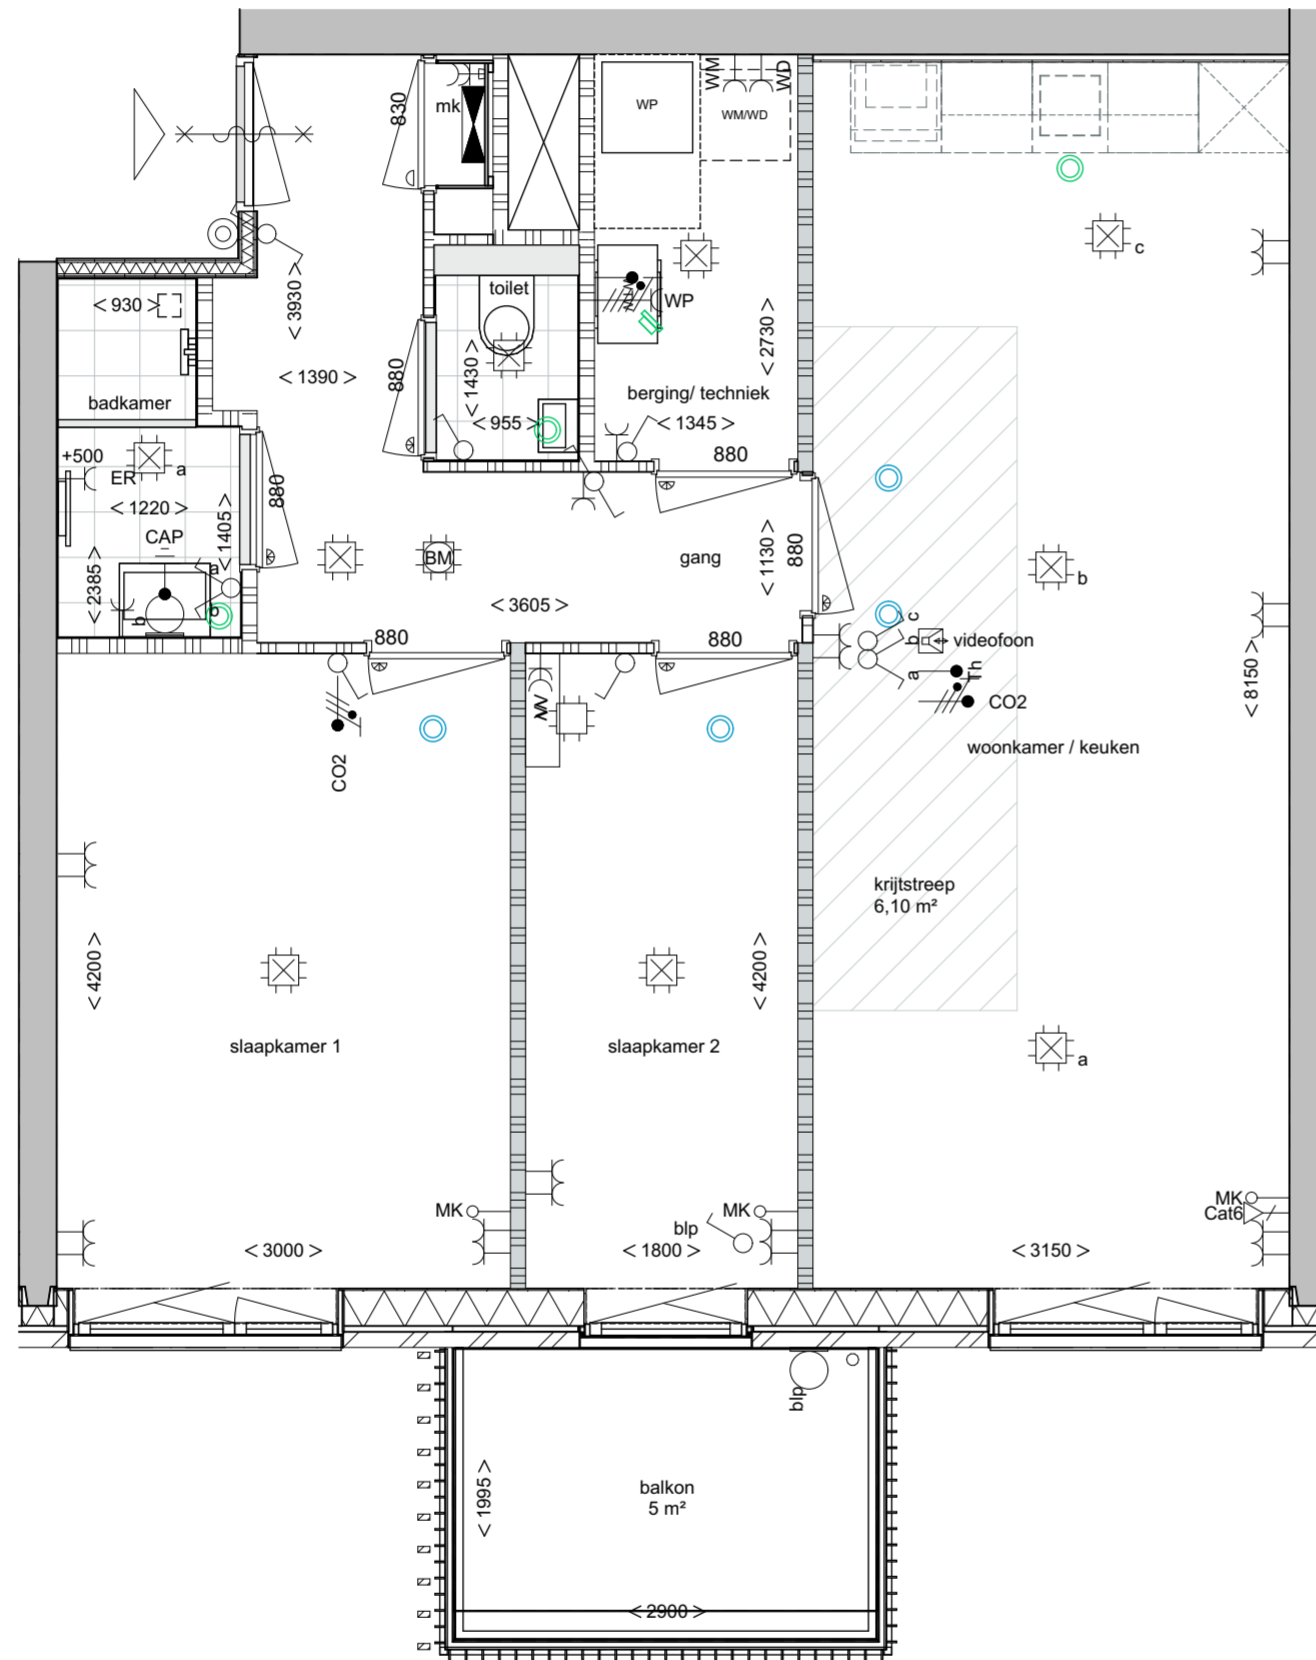 WM
WD
830
mk
WP
WM/WD
c
< 930 >
< 3930 >
toilet
WP
< 2730 >
< 1390 >
880
< 1430 >
berging/ techniek
badkamer
< 955 >
< 1345 >
+500
a
ER
880
880
< 1220 >
< 1405 >
CAP
BM
gang
< 1130 >
880
b
a
< 2385 >
b
b
< 3605 >
880
880
c
b
a
videofoon
Th
CO2
< 8150 >
CO2
woonkamer / keuken
krijtstreep
6,10 m²
< 4200 >
< 4200 >
slaapkamer 1
slaapkamer 2
a
MK
MK
MK
Cat6
blp
< 3000 >
< 1800 >
< 3150 >
blp
< 1995 >
balkon
5 m²
< 2900 >